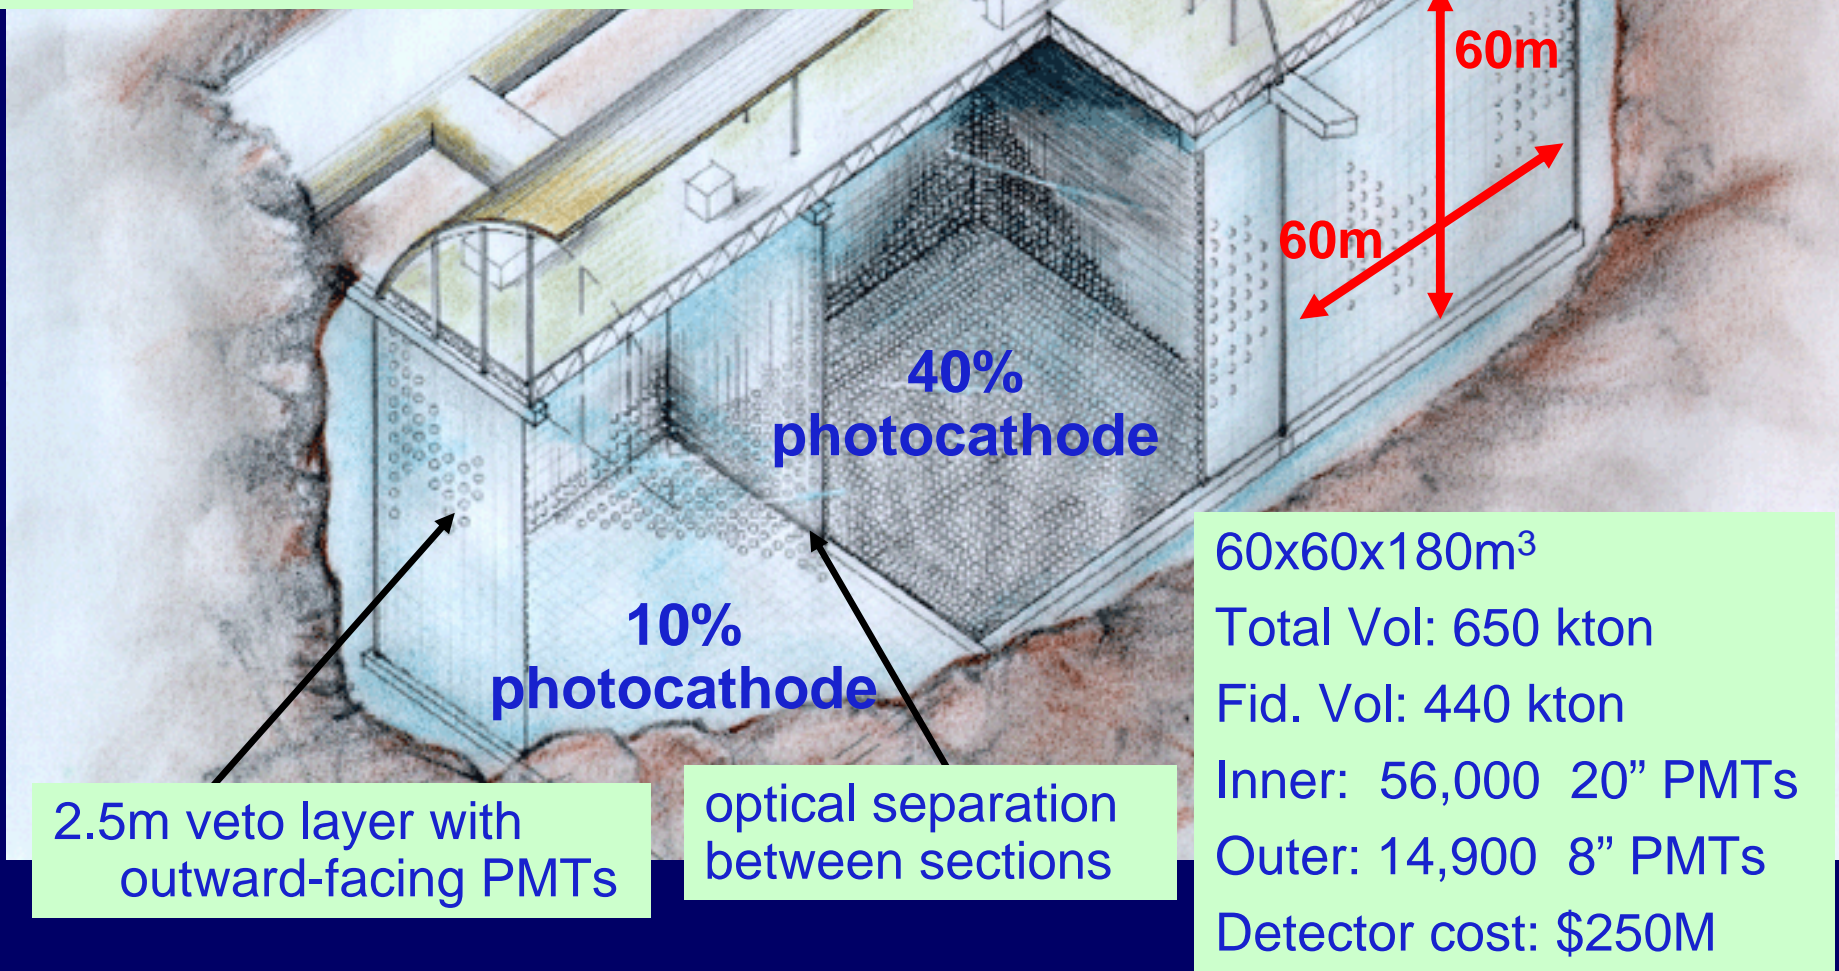 60m
60m
40%
photocathode
10%
photocathode
2.5m veto layer with
outward-facing PMTs
optical separation
between sections
60x60x180m³
Total Vol: 650 kton
Fid. Vol: 440 kton
Inner:  56,000  20” PMTs
Outer: 14,900  8” PMTs
Detector cost: $250M